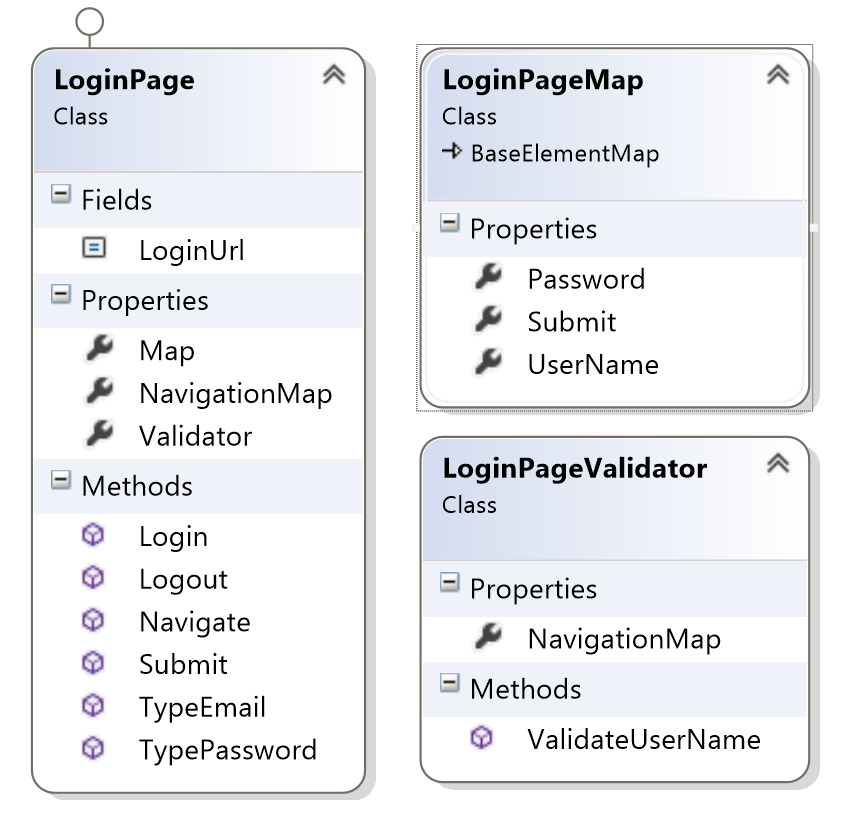 LoginPage
Class
Fields
LoginUrl
Properties
Map
NavigationMap
Validator
Methods
Login
Logout
Navigate
Submit
TypeEmail
TypePassword
LoginPageMap
Class
BaseElementMap
Properties
Password
Submit
UserName
LoginPageValidator
Class
Properties
NavigationMap
Methods
ValidateUserName